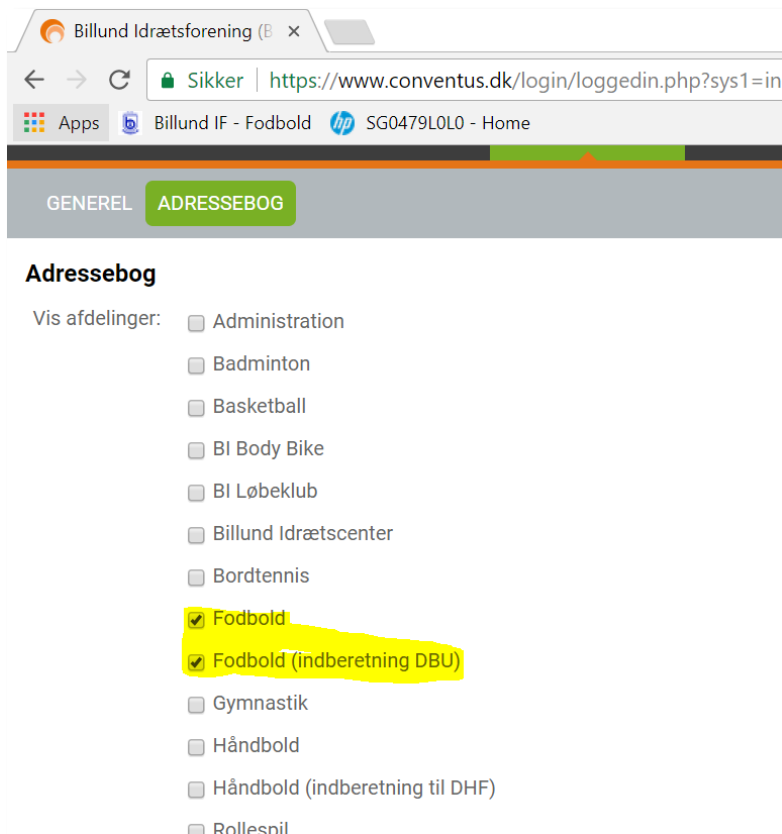 Billund Idrætsforening (B
Sikker https://www.conventus.dk/login/loggedin.php?sys1=in
Apps Billund IF - Fodbold hp SG0479L0L0 - Home
GENEREL ADRESSEBOG
Adressebog
Vis afdelinger: Administration
Badminton
Basketball
BI Body Bike
BI Løbeklub
Billund Idrætscenter
Bordtennis
Fodbold
Fodbold (indberetning DBU)
Gymnastik
Håndbold
Håndbold (indberetning til DHF)
Rollespil